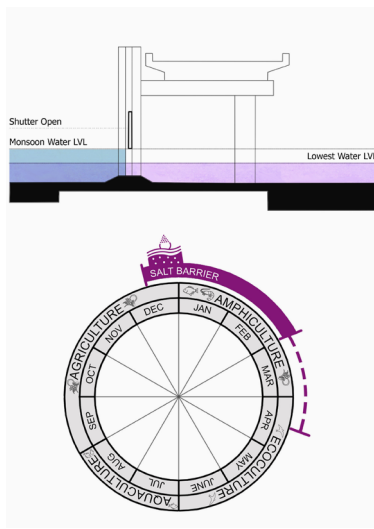 Shutter Open
Monsoon Water LVL
Lowest Water LVL
SALT BARRIER
AMPHICULTURE
ECOCULTURE
AQUACULTURE
AGRICULTURE
JAN
FEB
MAR
APR
MAY
JUNE
JUL
AUG
SEP
OCT
NOV
DEC